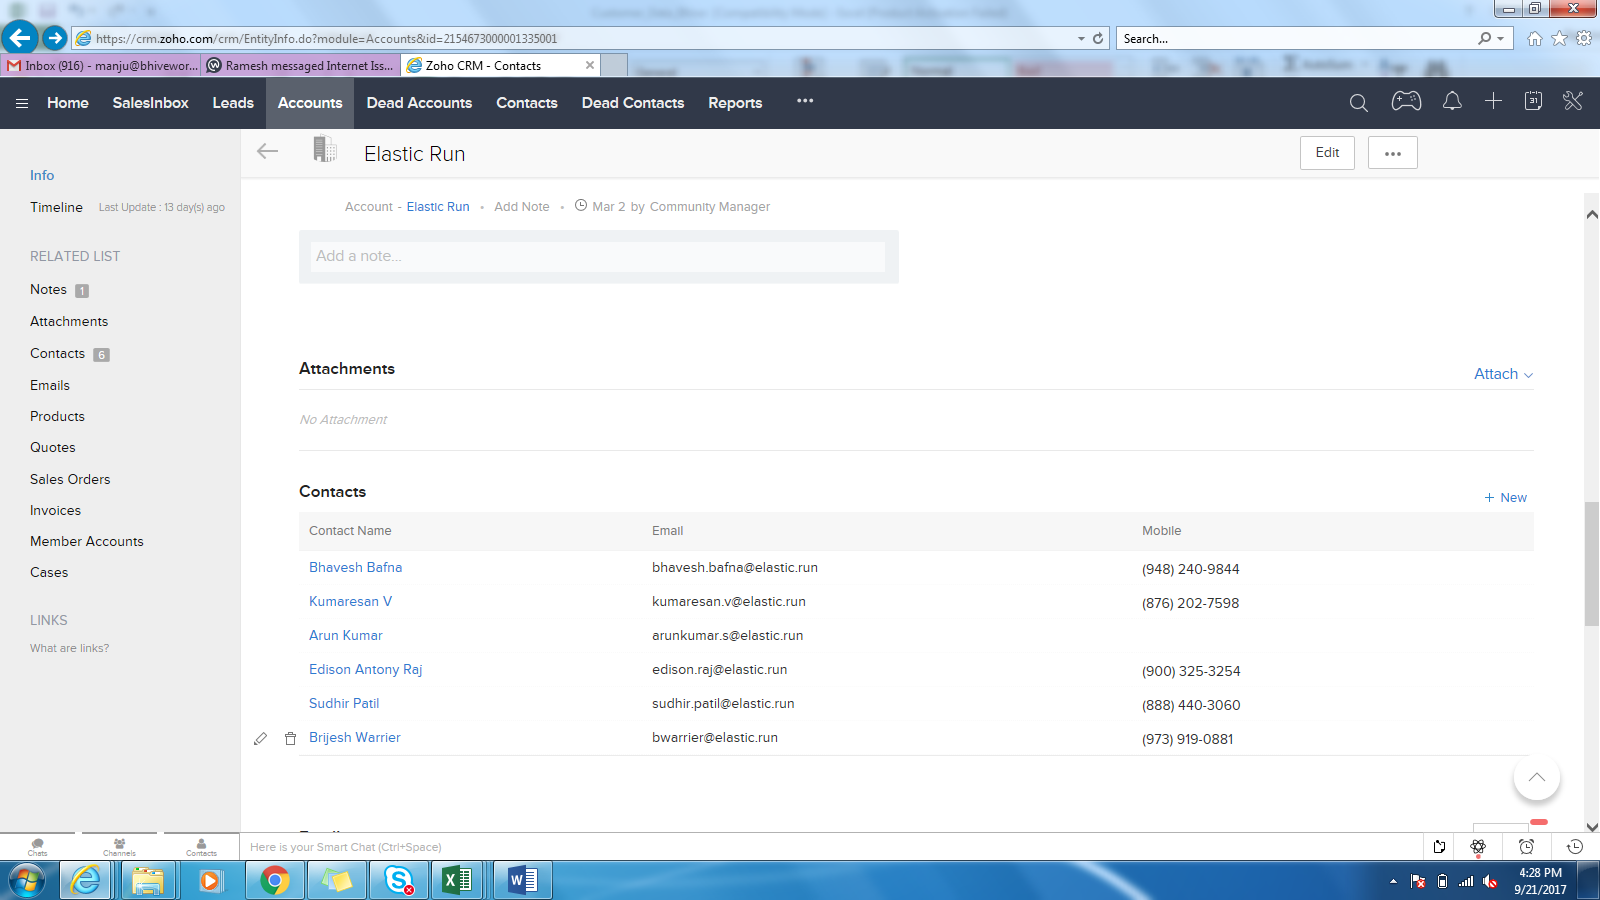 https://crm.zoho.com/crm/EntityInfo.do?module=Accounts&id=2154673000001335001
Search...
Inbox (916) - manju@bhivewor...
Ramesh messaged Internet Iss...
Zoho CRM - Contacts
Home SalesInbox Leads Accounts Dead Accounts Contacts Dead Contacts Reports
31
Elastic Run
Edit
Info
Timeline Last Update : 13 day(s) ago
RELATED LIST
Notes 1
Attachments
Contacts 6
Emails
Products
Quotes
Sales Orders
Invoices
Member Accounts
Cases
LINKS
What are links?
Account - Elastic Run • Add Note • Mar 2 by Community Manager
Add a note...
Attachments
Attach
No Attachment
Contacts
+ New
Contact Name Email Mobile
Bhavesh Bafna bhavesh.bafna@elastic.run (948) 240-9844
Kumaresan V kumaresan.v@elastic.run (876) 202-7598
Arun Kumar arunkumar.s@elastic.run
Edison Antony Raj edison.raj@elastic.run (900) 325-3254
Sudhir Patil sudhir.patil@elastic.run (888) 440-3060
Brijesh Warrier bwarrier@elastic.run (973) 919-0881
Chats Channels Contacts
Here is your Smart Chat (Ctrl+Space)
4:28 PM
9/21/2017